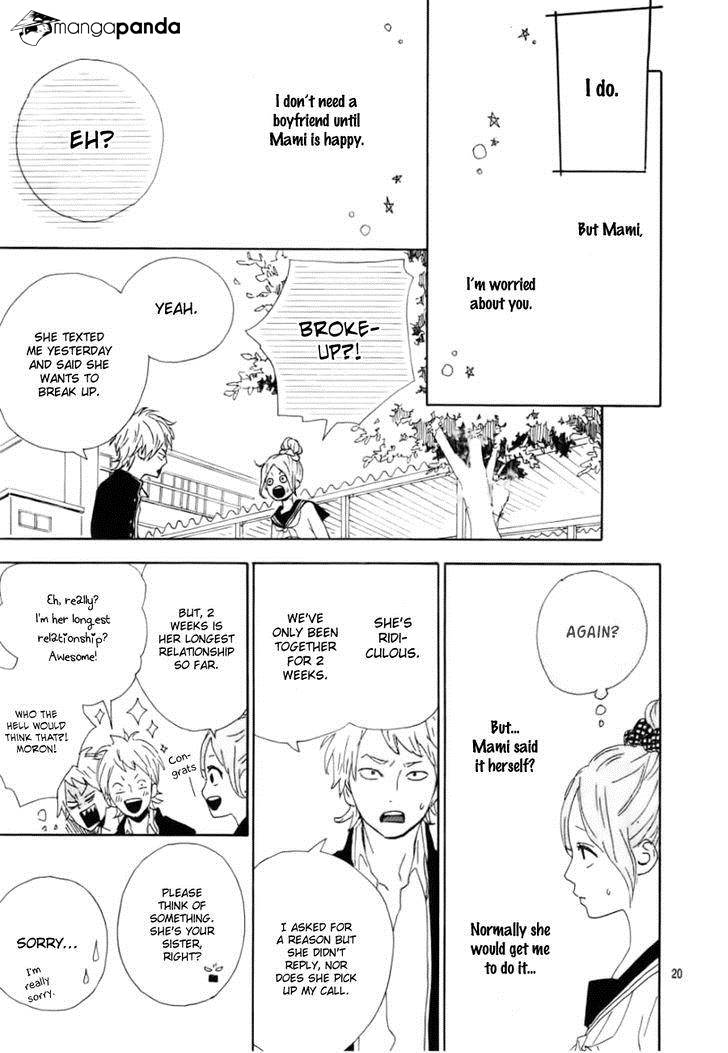 mangapanda
I do.
But Mami,
I'm worried
about you.
I don't need a
boyfriend until
Mami is happy.
EH?
BROKE-
UP?!
YEAH.
SHE TEXTED
ME YESTERDAY
AND SAID SHE
WANTS TO
BREAK UP.
AGAIN?
But...
Mami said
it herself?
Normally she
would get me
to do it...
SHE'S
RIDI-
CULOUS.
WE'VE
ONLY BEEN
TOGETHER
FOR 2
WEEKS.
I ASKED FOR
A REASON BUT
SHE DIDN'T
REPLY, NOR
DOES SHE PICK
UP MY CALL.
BUT, 2
WEEKS IS
HER LONGEST
RELATIONSHIP
SO FAR.
Con-
grats
Eh, really?
I'm her longest
relationship?
Awesome!
WHO THE
HELL WOULD
THINK THAT?!
MORON!
PLEASE
THINK OF
SOMETHING.
SHE'S YOUR
SISTER,
RIGHT?
SORRY...
I'm
really
sorry.
20